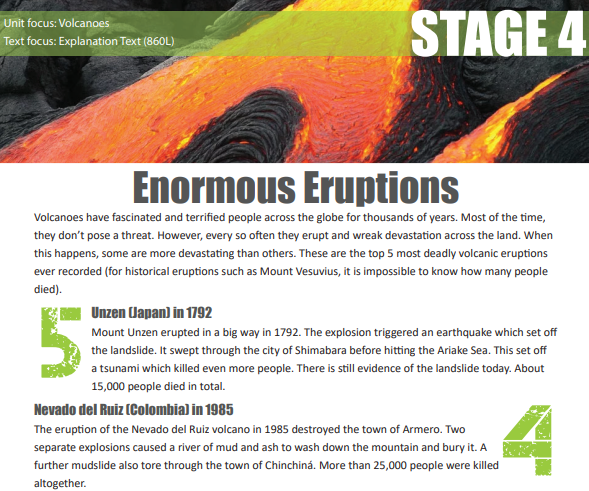 Unit focus: Volcanoes
Text focus: Explanation Text (860L)
STAGE 4
Enormous Eruptions
Volcanoes have fascinated and terrified people across the globe for thousands of years. Most of the time,
they don't pose a threat. However, every so often they erupt and wreak devastation across the land. When
this happens, some are more devastating than others. These are the top 5 most deadly volcanic eruptions
ever recorded (for historical eruptions such as Mount Vesuvius, it is impossible to know how many people
died).
5
Unzen (Japan) in 1792
Mount Unzen erupted in a big way in 1792. The explosion triggered an earthquake which set off
the landslide. It swept through the city of Shimabara before hitting the Ariake Sea. This set off
a tsunami which killed even more people. There is still evidence of the landslide today. About
15,000 people died in total.
Nevado del Ruiz (Colombia) in 1985
4
The eruption of the Nevado del Ruiz volcano in 1985 destroyed the town of Armero. Two
separate explosions caused a river of mud and ash to wash down the mountain and bury it. A
further mudslide also tore through the town of Chinchiná. More than 25,000 people were killed
altogether.